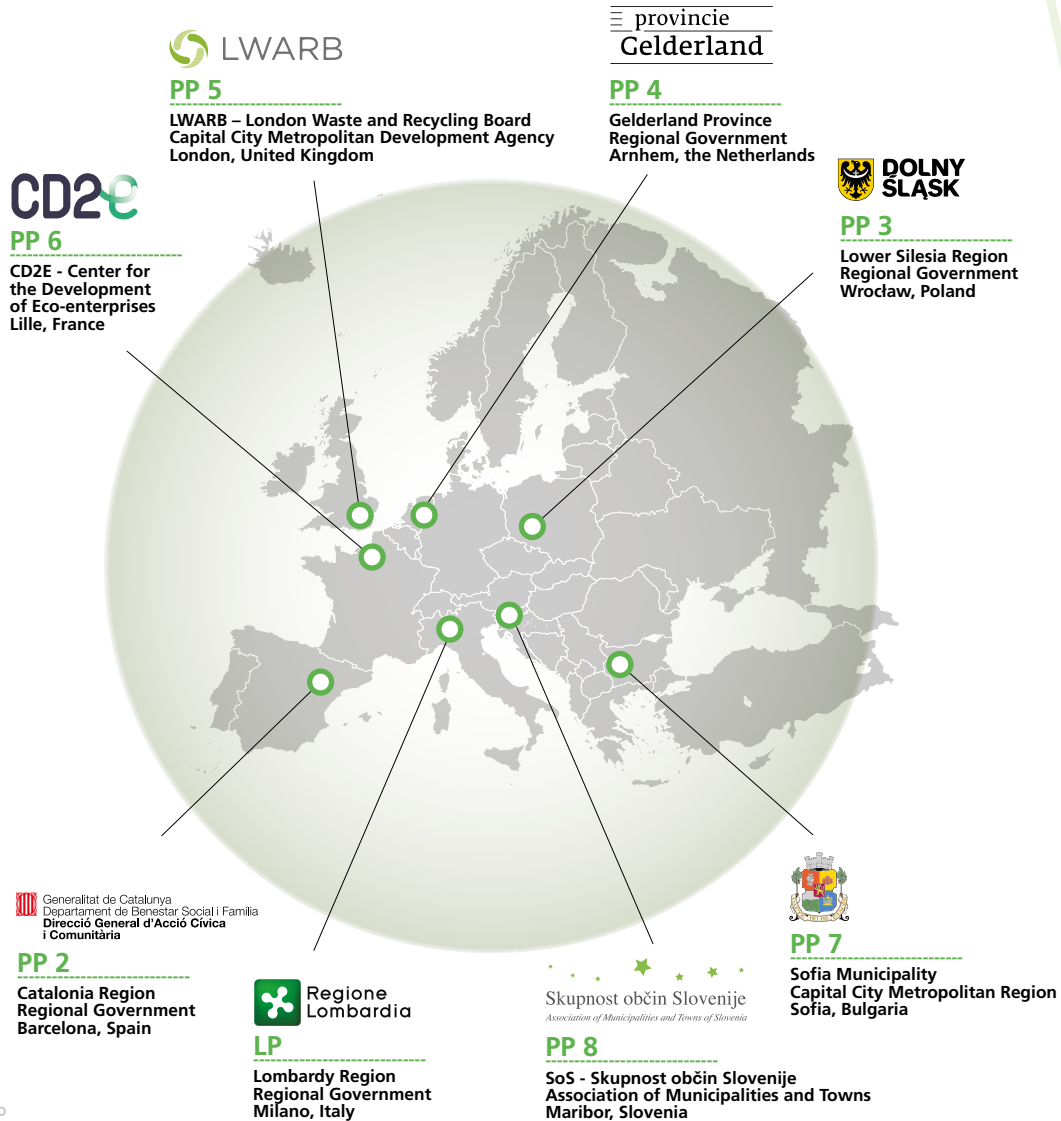 LWARB
PP 5
LWARB – London Waste and Recycling Board
Capital City Metropolitan Development Agency
London, United Kingdom
provincie
Gelderland
PP 4
Gelderland Province
Regional Government
Arnhem, the Netherlands
CD2e
PP 6
CD2E - Center for
the Development
of Eco-enterprises
Lille, France
DOLNY
ŚLĄSK
PP 3
Lower Silesia Region
Regional Government
Wrocław, Poland
Generalitat de Catalunya
Departament de Benestar Social i Família
Direcció General d'Acció Cívica
i Comunitària
PP 2
Catalonia Region
Regional Government
Barcelona, Spain
Regione
Lombardia
LP
Lombardy Region
Regional Government
Milano, Italy
Skupnost občin Slovenije
Association of Municipalities and Towns of Slovenia
PP 8
SoS - Skupnost občin Slovenije
Association of Municipalities and Towns
Maribor, Slovenia
PP 7
Sofia Municipality
Capital City Metropolitan Region
Sofia, Bulgaria